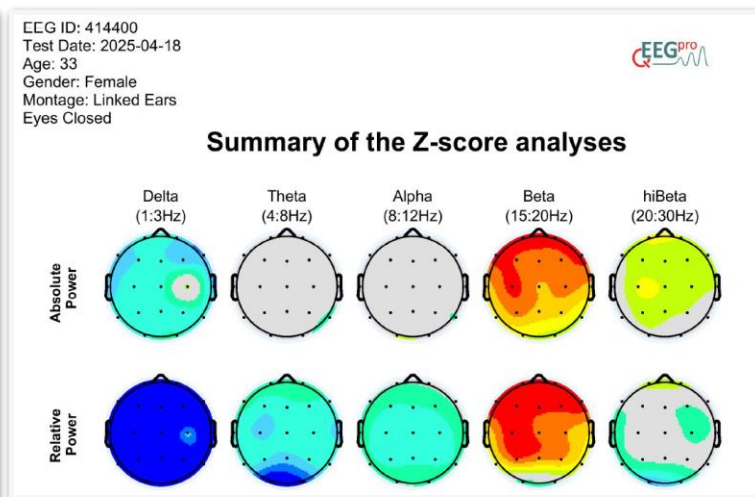 EEG ID: 414400
Test Date: 2025-04-18
Age: 33
Gender: Female
Montage: Linked Ears
Eyes Closed
QEEGpro
Summary of the Z-score analyses
Delta
(1:3Hz)
Theta
(4:8Hz)
Alpha
(8:12Hz)
Beta
(15:20Hz)
hiBeta
(20:30Hz)
Absolute
Power
Relative
Power